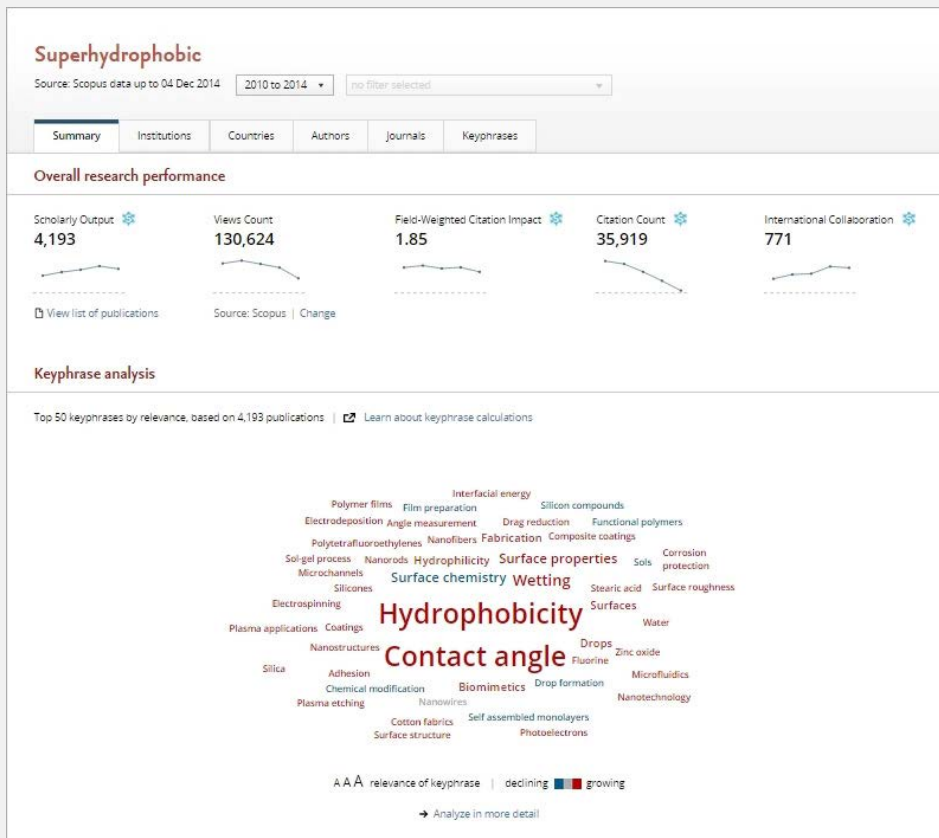 Superhydrophobic
Source: Scopus data up to 04 Dec 2014 2010 to 2014 no filter selected
Summary Institutions Countries Authors Journals Keyphrases
Overall research performance
Scholarly Output Views Count Field-Weighted Citation Impact Citation Count International Collaboration
4,193 130,624 1.85 35,919 771
View list of publications Source: Scopus | Change
Keyphrase analysis
Top 50 keyphrases by relevance, based on 4,193 publications | Learn about keyphrase calculations
Interfacial energy
Polymer films Film preparation Silicon compounds
Electrodeposition Angle measurement Drag reduction Functional polymers
Polytetrafluoroethylenes Nanofibers Fabrication Composite coatings
Sol-gel process Nanorods Hydrophilicity Surface properties Sols Corrosion protection
Microchannels Surface chemistry Wetting
Silicones Stearic acid Surface roughness
Electrospinning Hydrophobicity Surfaces
Plasma applications Coatings Water
Nanostructures Contact angle Drops Zinc oxide
Silica Adhesion Fluorine Microfluidics
Chemical modification Biomimetics Drop formation
Plasma etching Nanowires Nanotechnology
Cotton fabrics Self assembled monolayers
Surface structure Photoelectrons
A A A relevance of keyphrase | declining growing
Analyze in more detail